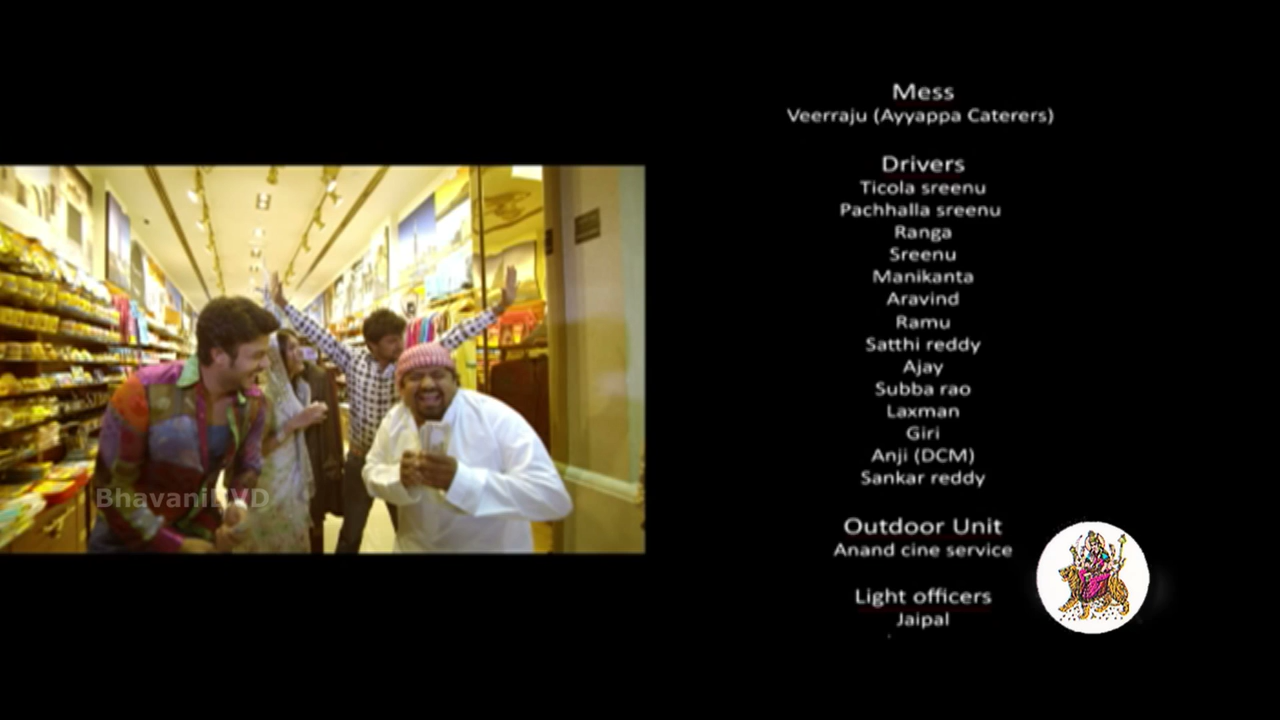 Mess
Veerraju (Ayyappa Caterers)
Drivers
Ticola sreenu
Pachhalla sreenu
Ranga
Sreenu
Manikanta
Aravind
Ramu
Satthi reddy
Ajay
Subba rao
Laxman
Giri
Anji (DCM)
Sankar reddy
Outdoor Unit
Anand cine service
Light officers
Jaipal
BhavaniDVD